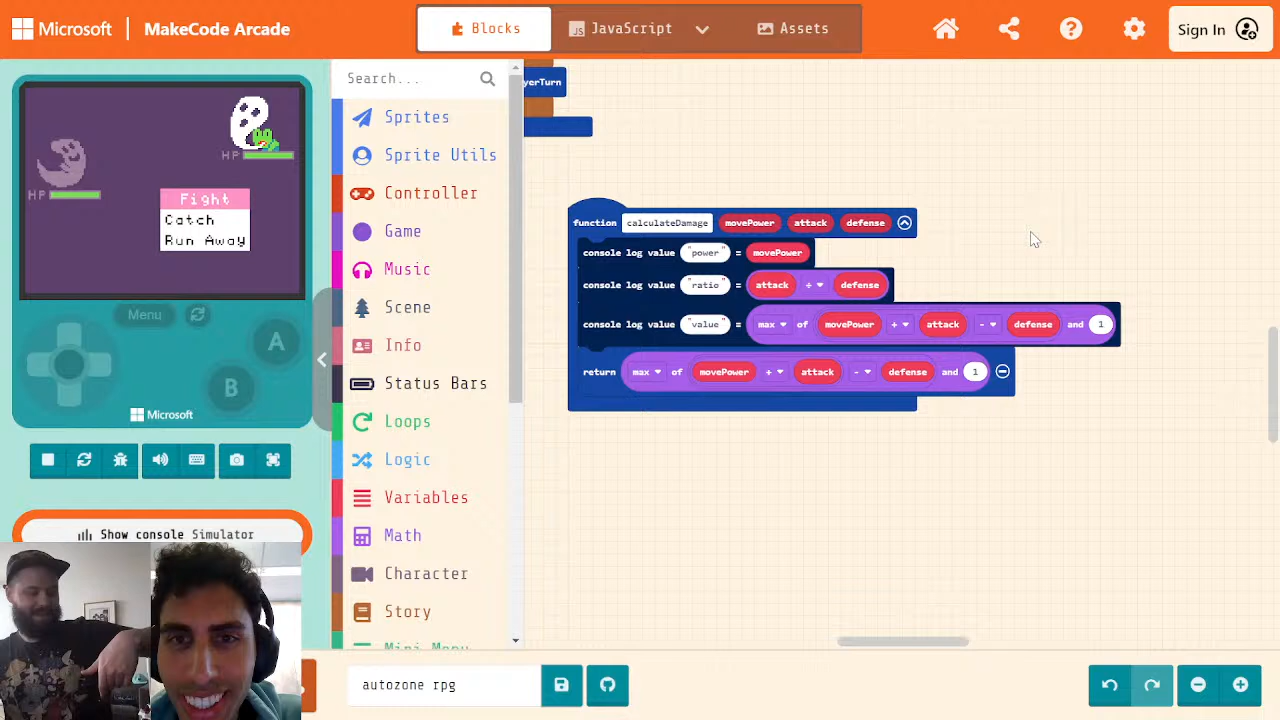 Microsoft
MakeCode Arcade
Blocks
JavaScript
Assets
Sign In
HP
HP
Fight
Catch
Run Away
Menu
A
B
Microsoft
Show console Simulator
Search...
Sprites
Sprite Utils
Controller
Game
Music
Scene
Info
Status Bars
Loops
Logic
Variables
Math
Character
Story
Mini Menu
yerTurn
function calculateDamage movePower attack defense
console log value "power" = movePower
console log value "ratio" = attack ÷ defense
console log value "value" = max of movePower + attack - defense and 1
return max of movePower + attack - defense and 1
autozone rpg